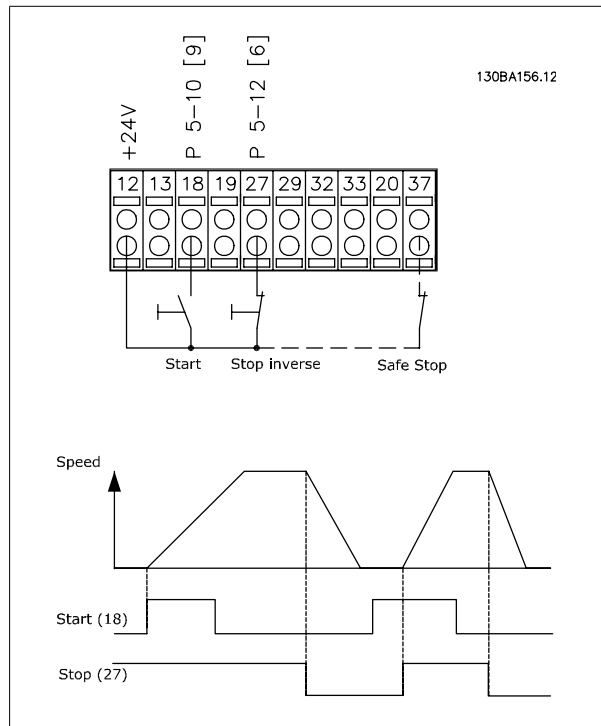 130BA156.12
+24V
P 5-10 [9]
P 5-12 [6]
12 13 18 19 27 29 32 33 20 37
Start Stop inverse Safe Stop
Speed
Start (18)
Stop (27)